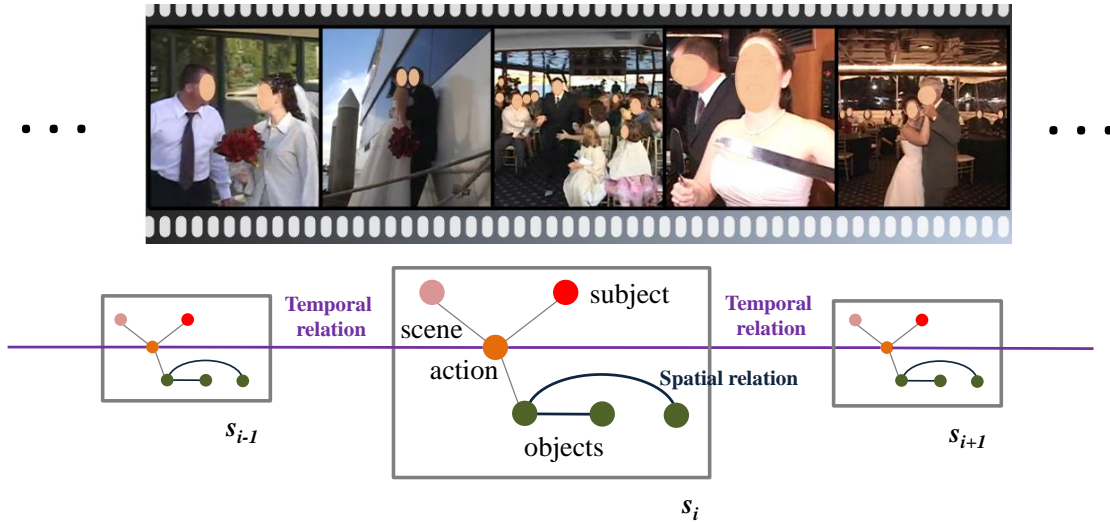 . . .
. . .
Temporal
relation
subject
Temporal
relation
scene
action
Spatial relation
objects
s_{i-1}
s_{i+1}
s_i